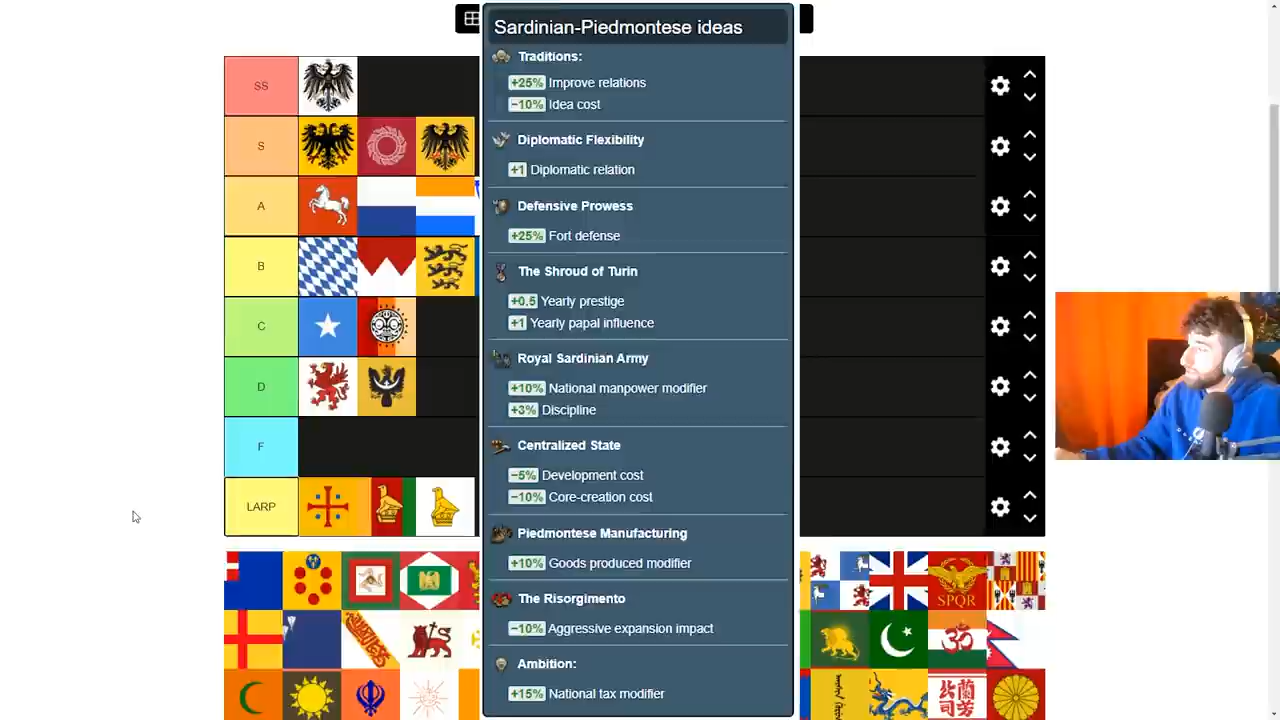 Sardinian-Piedmontese ideas
Traditions:
+25% Improve relations
−10% Idea cost
Diplomatic Flexibility
+1 Diplomatic relation
Defensive Prowess
+25% Fort defense
The Shroud of Turin
+0.5 Yearly prestige
+1 Yearly papal influence
Royal Sardinian Army
+10% National manpower modifier
+3% Discipline
Centralized State
−5% Development cost
−10% Core-creation cost
Piedmontese Manufacturing
+10% Goods produced modifier
The Risorgimento
−10% Aggressive expansion impact
Ambition:
+15% National tax modifier
SS
S
A
B
C
D
F
LARP
SPQR
ॐ